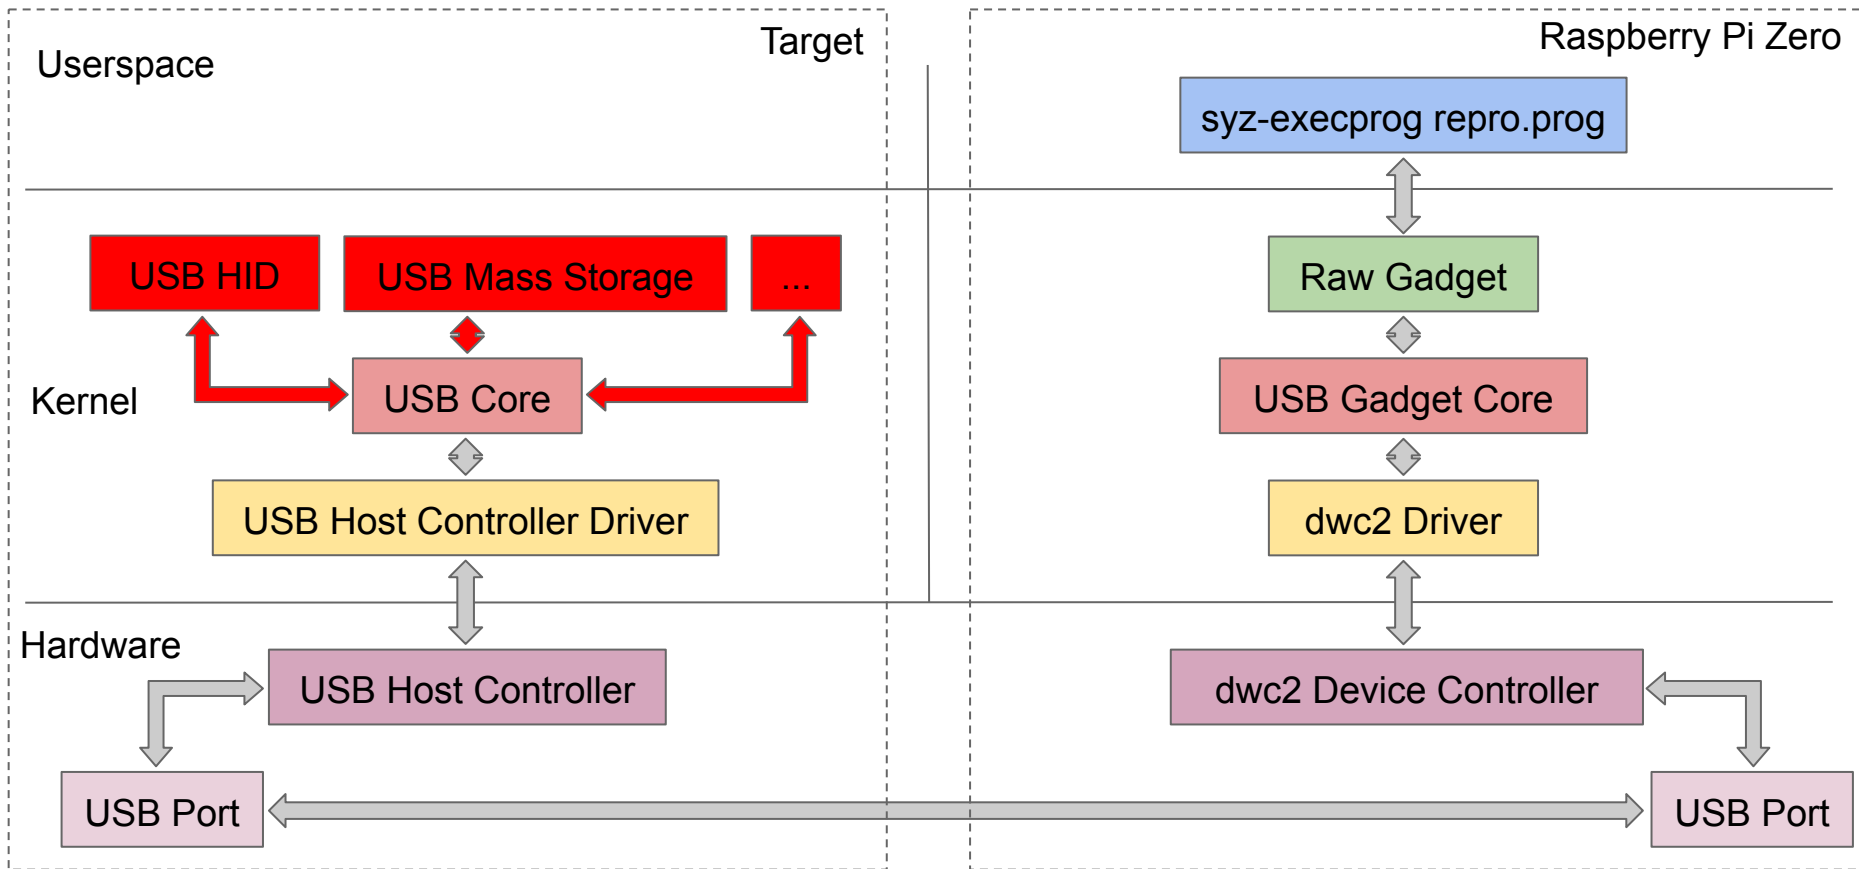 Target
Raspberry Pi Zero
Userspace
syz-execprog repro.prog
USB HID
USB Mass Storage
...
Raw Gadget
Kernel
USB Core
USB Gadget Core
USB Host Controller Driver
dwc2 Driver
Hardware
USB Host Controller
dwc2 Device Controller
USB Port
USB Port